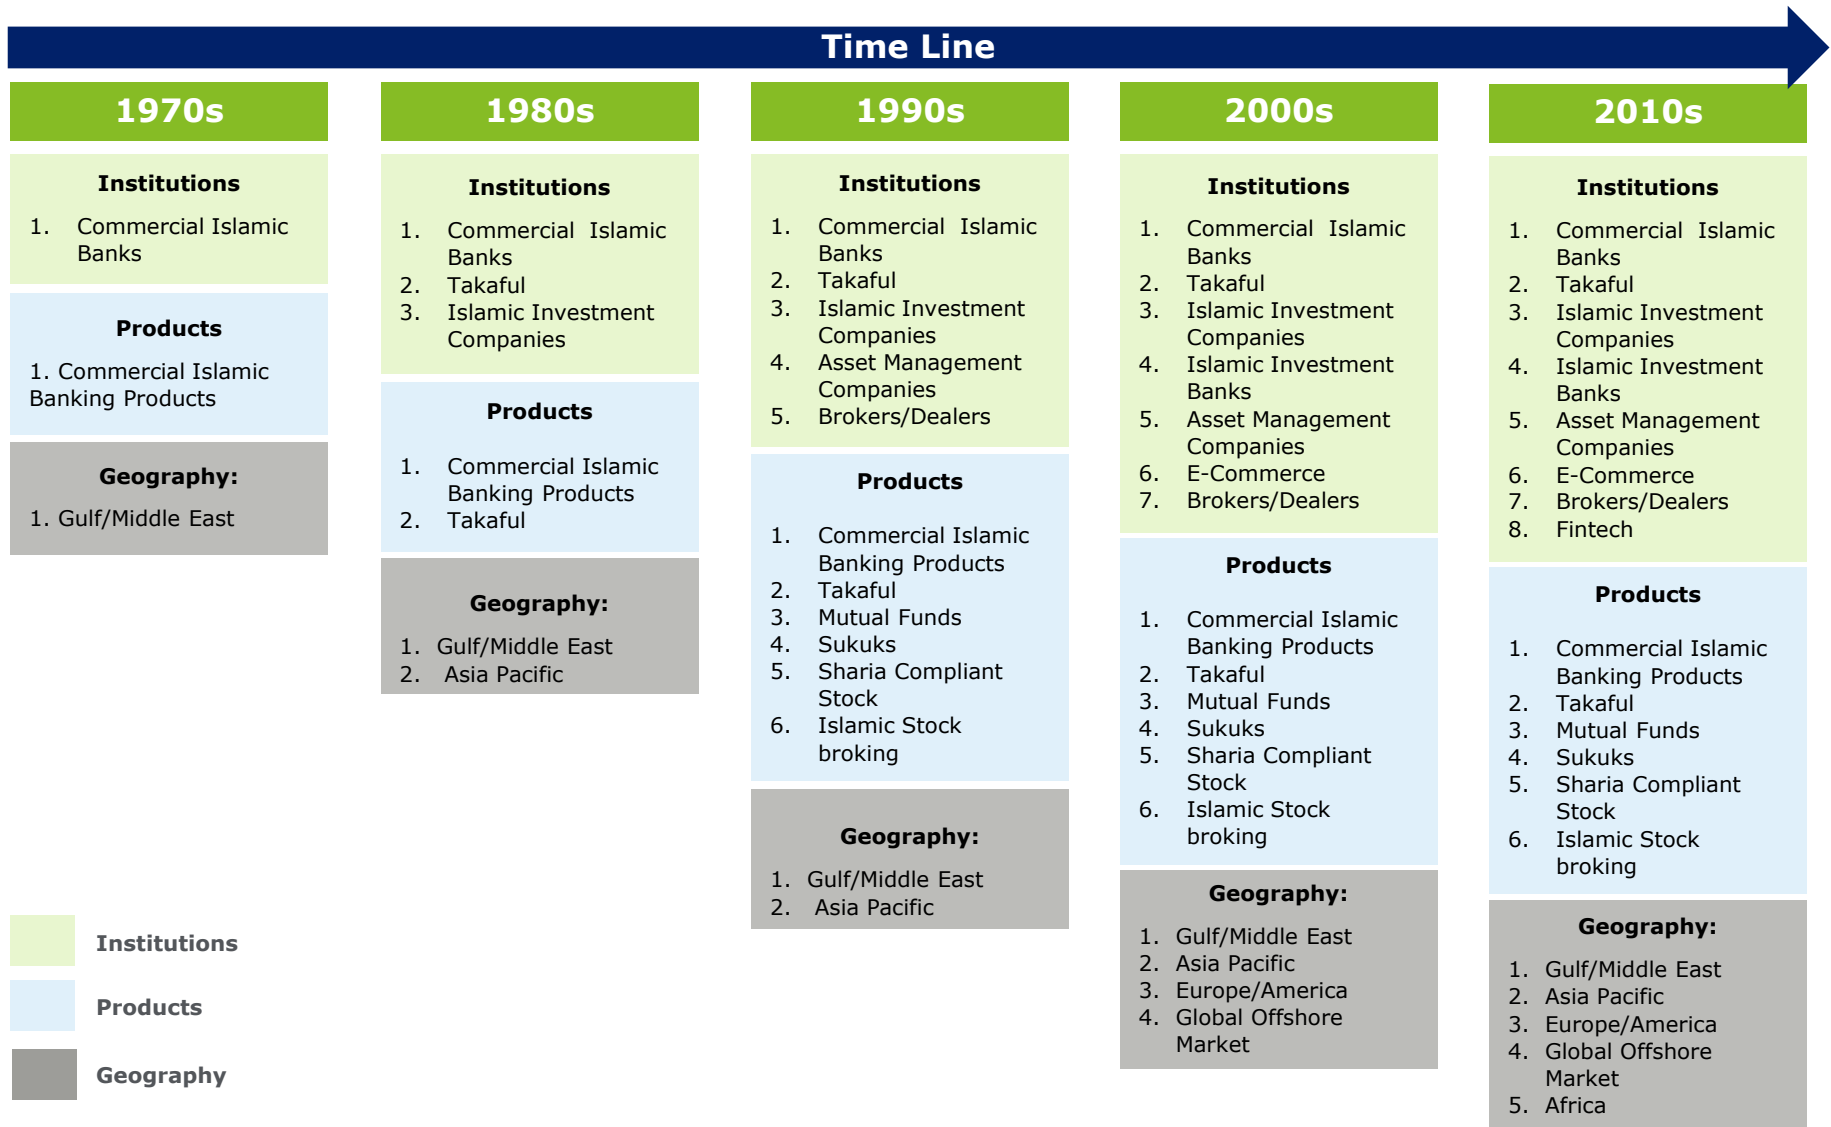 Time Line
1970s
Institutions
1. Commercial Islamic
Banks
Products
1. Commercial Islamic
Banking Products
Geography:
1. Gulf/Middle East
1980s
Institutions
1. Commercial Islamic
Banks
2. Takaful
3. Islamic Investment
Companies
Products
1. Commercial Islamic
Banking Products
2. Takaful
Geography:
1. Gulf/Middle East
2. Asia Pacific
1990s
Institutions
1. Commercial Islamic
Banks
2. Takaful
3. Islamic Investment
Companies
4. Asset Management
Companies
5. Brokers/Dealers
Products
1. Commercial Islamic
Banking Products
2. Takaful
3. Mutual Funds
4. Sukuks
5. Sharia Compliant
Stock
6. Islamic Stock
broking
Geography:
1. Gulf/Middle East
2. Asia Pacific
2000s
Institutions
1. Commercial Islamic
Banks
2. Takaful
3. Islamic Investment
Companies
4. Islamic Investment
Banks
5. Asset Management
Companies
6. E-Commerce
7. Brokers/Dealers
Products
1. Commercial Islamic
Banking Products
2. Takaful
3. Mutual Funds
4. Sukuks
5. Sharia Compliant
Stock
6. Islamic Stock
broking
Geography:
1. Gulf/Middle East
2. Asia Pacific
3. Europe/America
4. Global Offshore
Market
2010s
Institutions
1. Commercial Islamic
Banks
2. Takaful
3. Islamic Investment
Companies
4. Islamic Investment
Banks
5. Asset Management
Companies
6. E-Commerce
7. Brokers/Dealers
8. Fintech
Products
1. Commercial Islamic
Banking Products
2. Takaful
3. Mutual Funds
4. Sukuks
5. Sharia Compliant
Stock
6. Islamic Stock
broking
Geography:
1. Gulf/Middle East
2. Asia Pacific
3. Europe/America
4. Global Offshore
Market
5. Africa
Institutions
Products
Geography